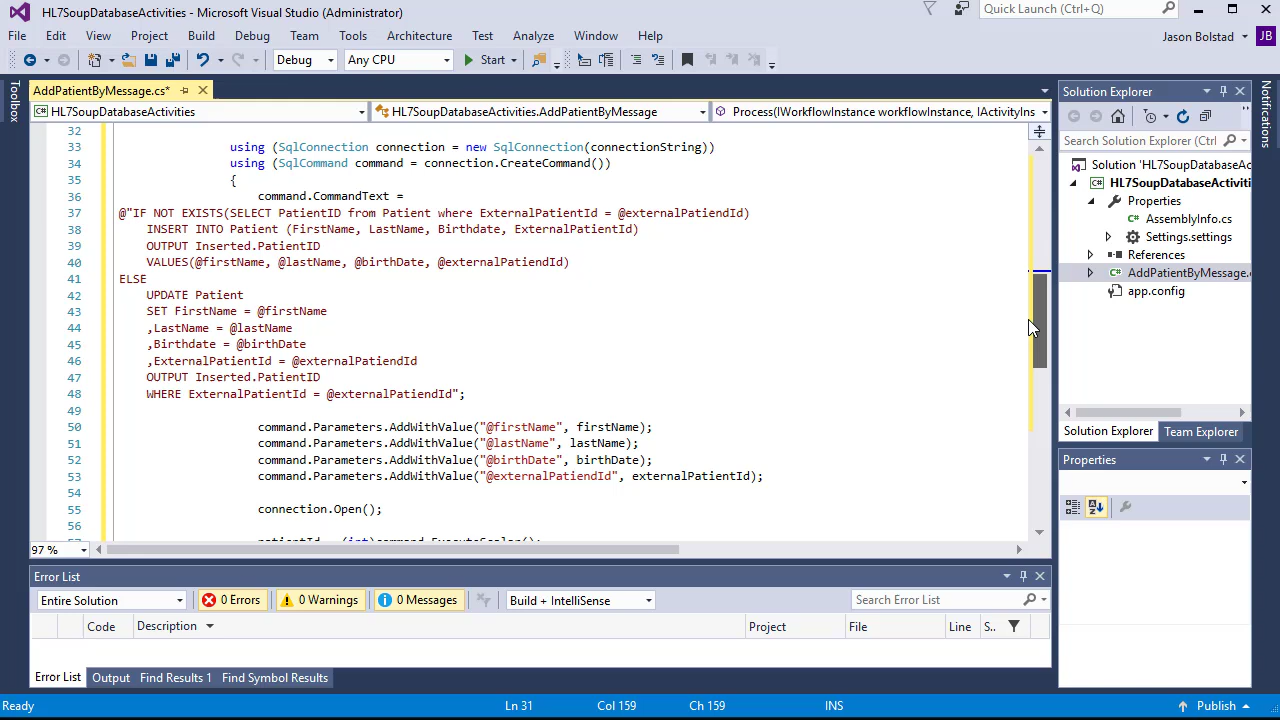 HL7SoupDatabaseActivities - Microsoft Visual Studio (Administrator)
Quick Launch (Ctrl+Q)
File Edit View Project Build Debug Team Tools Architecture Test Analyze Window Help
Jason Bolstad JB
Debug Any CPU Start
Toolbox
AddPatientByMessage.cs*
HL7SoupDatabaseActivities HL7SoupDatabaseActivities.AddPatientByMessage Process(IWorkflowInstance workflowInstance, IActivityIns
32
33 using (SqlConnection connection = new SqlConnection(connectionString))
34 using (SqlCommand command = connection.CreateCommand())
35 {
36 command.CommandText =
37 @"IF NOT EXISTS(SELECT PatientID from Patient where ExternalPatientId = @externalPatiendId)
38 INSERT INTO Patient (FirstName, LastName, Birthdate, ExternalPatientId)
39 OUTPUT Inserted.PatientID
40 VALUES(@firstName, @lastName, @birthDate, @externalPatiendId)
41 ELSE
42 UPDATE Patient
43 SET FirstName = @firstName
44 ,LastName = @lastName
45 ,Birthdate = @birthDate
46 ,ExternalPatientId = @externalPatiendId
47 OUTPUT Inserted.PatientID
48 WHERE ExternalPatientId = @externalPatiendId";
49
50 command.Parameters.AddWithValue("@firstName", firstName);
51 command.Parameters.AddWithValue("@lastName", lastName);
52 command.Parameters.AddWithValue("@birthDate", birthDate);
53 command.Parameters.AddWithValue("@externalPatiendId", externalPatientId);
54
55 connection.Open();
56
97 %
Solution Explorer
Search Solution Explorer (Ctrl+
Solution 'HL7SoupDatabaseAc
HL7SoupDatabaseActiviti
Properties
AssemblyInfo.cs
Settings.settings
References
AddPatientByMessage.c
app.config
Solution Explorer Team Explorer
Properties
Notifications
Error List
Entire Solution 0 Errors 0 Warnings 0 Messages Build + IntelliSense Search Error List
Code Description Project File Line S..
Error List Output Find Results 1 Find Symbol Results
Ready Ln 31 Col 159 Ch 159 INS Publish